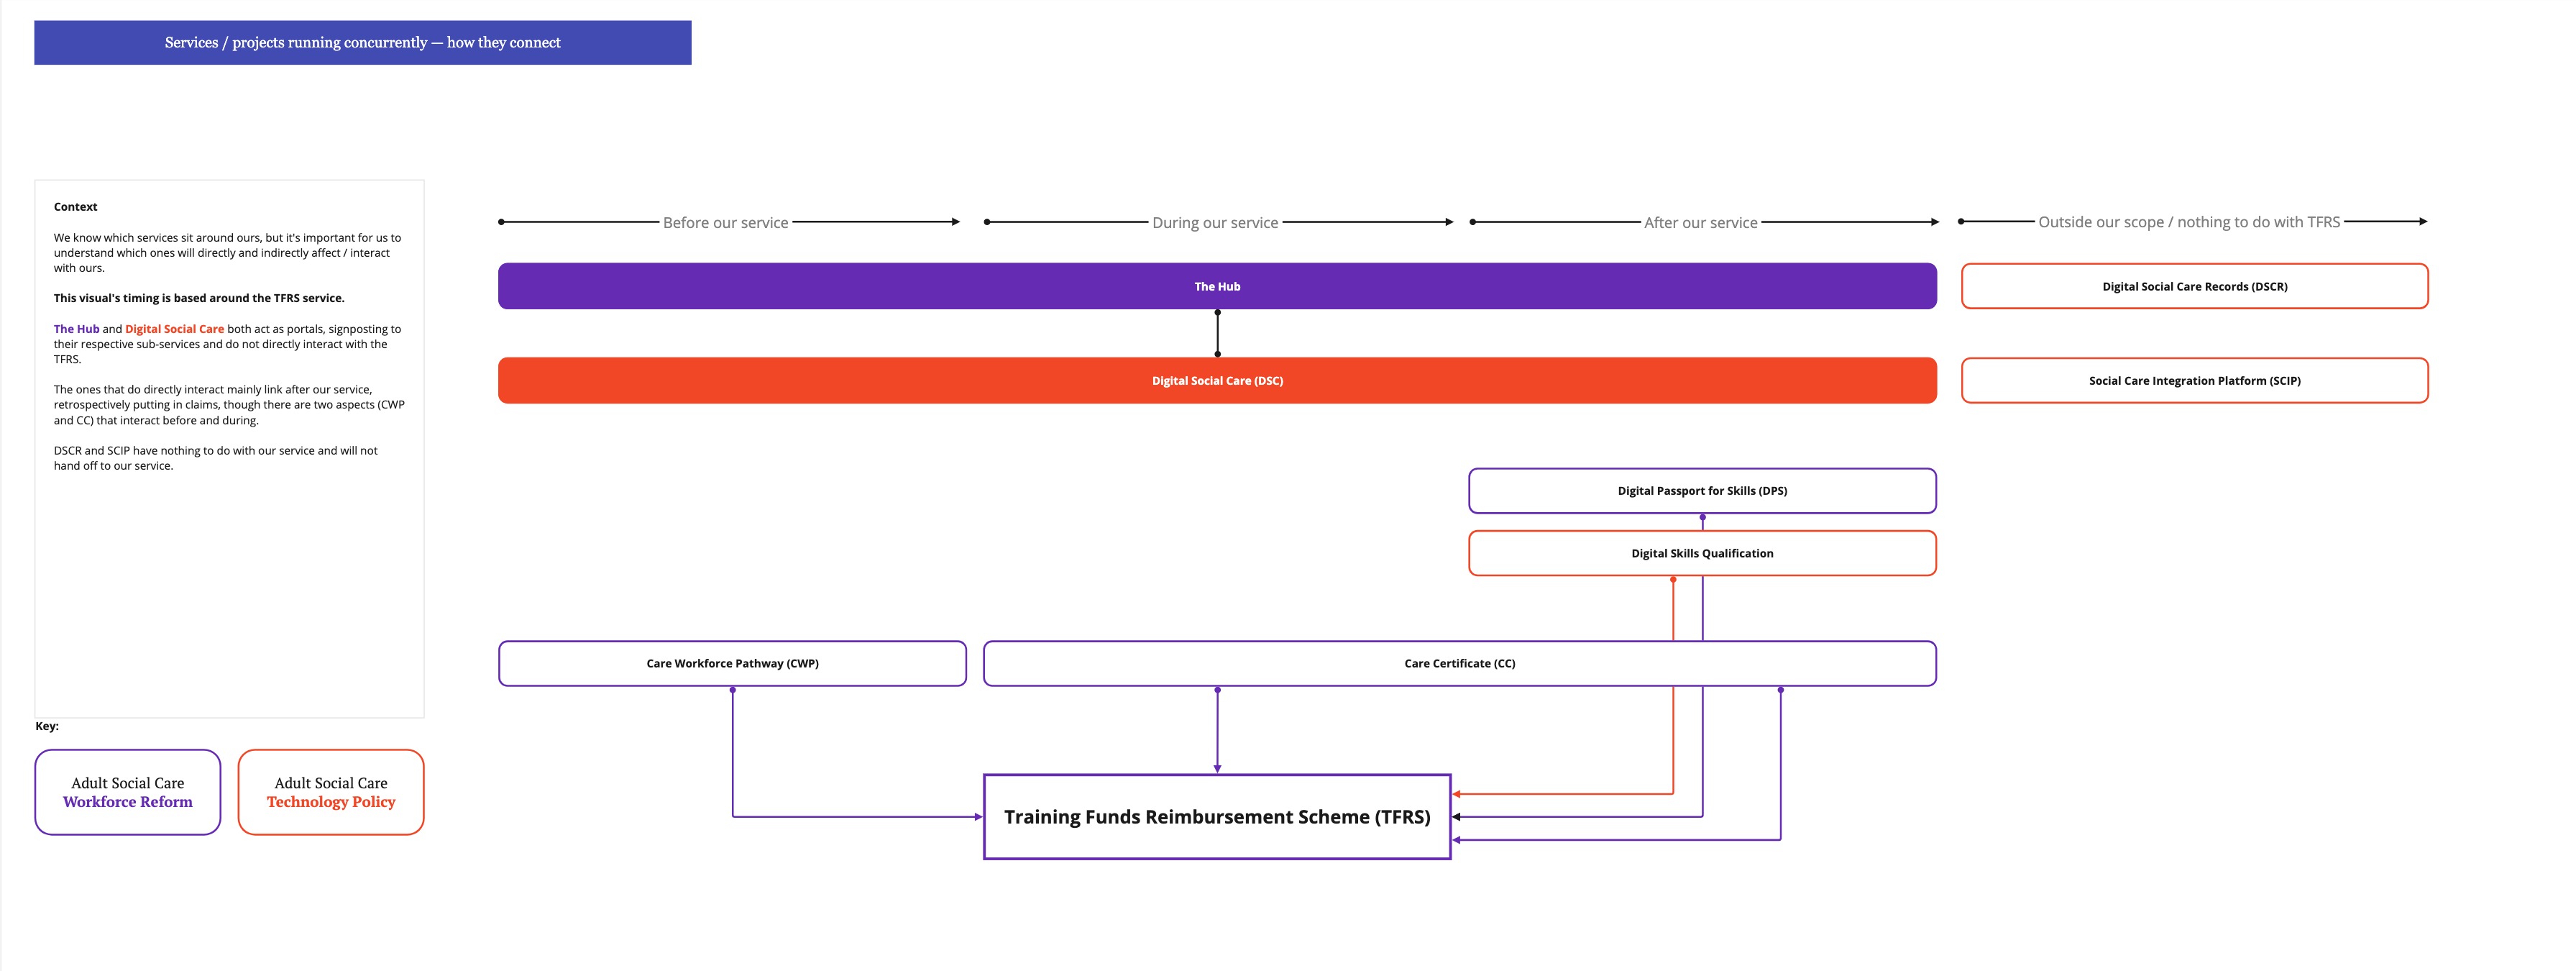 Services / projects running concurrently — how they connect
Context
We know which services sit around ours, but it's important for us to
understand which ones will directly and indirectly affect / interact
with ours.
This visual's timing is based around the TFRS service.
The Hub and Digital Social Care both act as portals, signposting to
their respective sub-services and do not directly interact with the
TFRS.
The ones that do directly interact mainly link after our service,
retrospectively putting in claims, though there are two aspects (CWP
and CC) that interact before and during.
DSCR and SCIP have nothing to do with our service and will not
hand off to our service.
Key:
Adult Social Care
Workforce Reform
Adult Social Care
Technology Policy
Before our service
During our service
After our service
Outside our scope / nothing to do with TFRS
The Hub
Digital Social Care Records (DSCR)
Digital Social Care (DSC)
Social Care Integration Platform (SCIP)
Digital Passport for Skills (DPS)
Digital Skills Qualification
Care Workforce Pathway (CWP)
Care Certificate (CC)
Training Funds Reimbursement Scheme (TFRS)